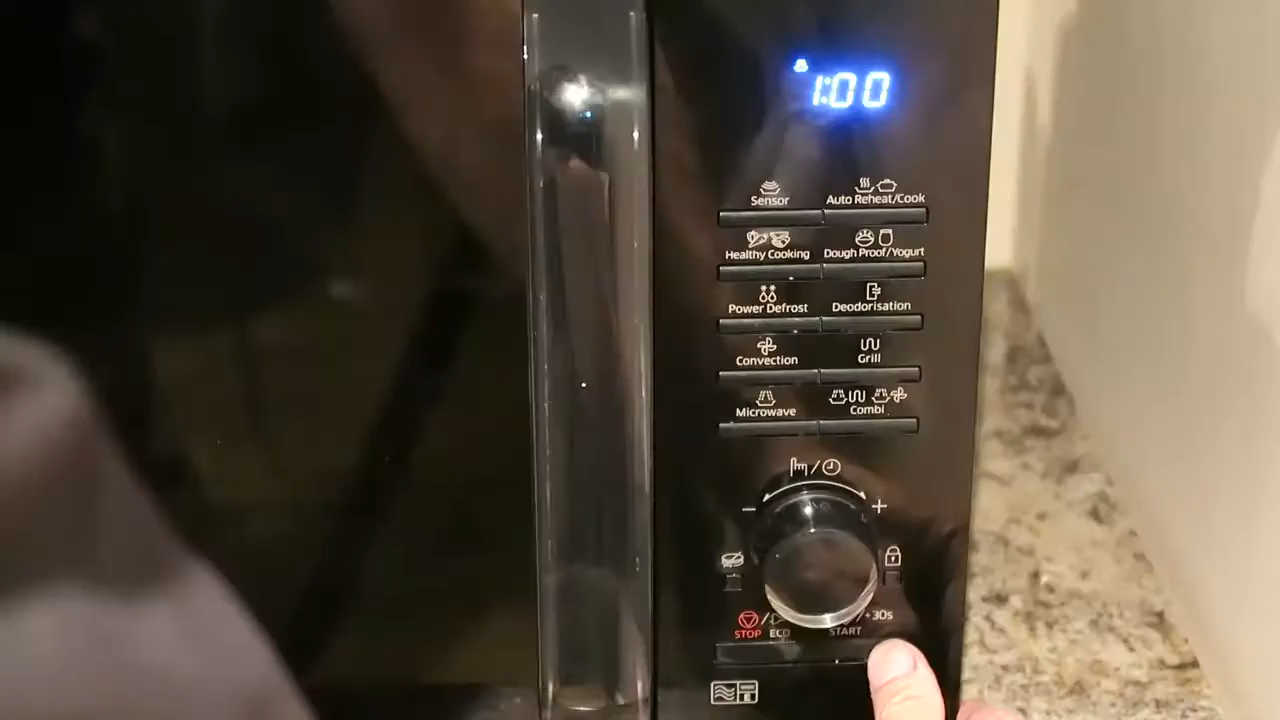 1:00
Sensor
Auto Reheat/Cook
Healthy Cooking
Dough Proof/Yogurt
Power Defrost
Deodorisation
Convection
Grill
Microwave
Combi
/
− +
STOP / ECO
START / +30s
E